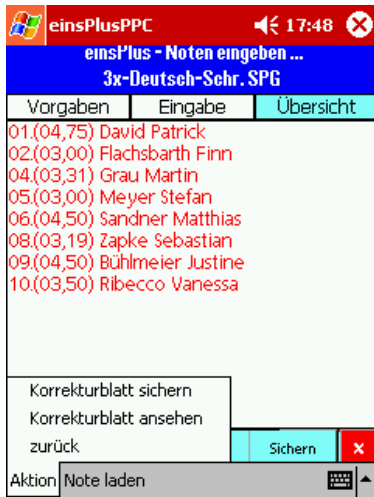 einsPlusPPC 17:48
einsPlus - Noten eingeben ...
3x-Deutsch-Schr. SPG
Vorgaben Eingabe Übersicht
01.(04,75) David Patrick
02.(03,00) Flachsbarth Finn
04.(03,31) Grau Martin
05.(03,00) Meyer Stefan
06.(04,50) Sandner Matthias
08.(03,19) Zapke Sebastian
09.(04,50) Bühlmeier Justine
10.(03,50) Ribecco Vanessa
Korrekturblatt sichern
Korrekturblatt ansehen
zurück Sichern x
Aktion Note laden